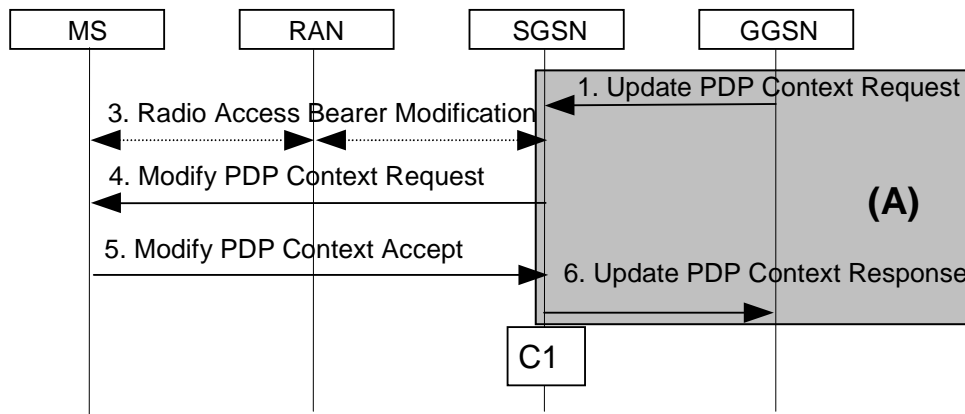 MS RAN SGSN GGSN
1. Update PDP Context Request
3. Radio Access Bearer Modification
4. Modify PDP Context Request
(A)
5. Modify PDP Context Accept
6. Update PDP Context Response
C1